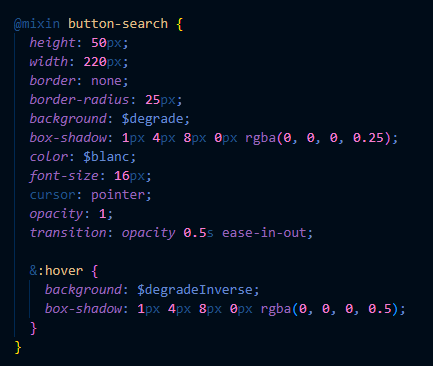 @mixin button-search {
height: 50px;
width: 220px;
border: none;
border-radius: 25px;
background: $degrade;
box-shadow: 1px 4px 8px 0px rgba(0, 0, 0, 0.25);
color: $blanc;
font-size: 16px;
cursor: pointer;
opacity: 1;
transition: opacity 0.5s ease-in-out;
&:hover {
background: $degradeInverse;
box-shadow: 1px 4px 8px 0px rgba(0, 0, 0, 0.5);
}
}